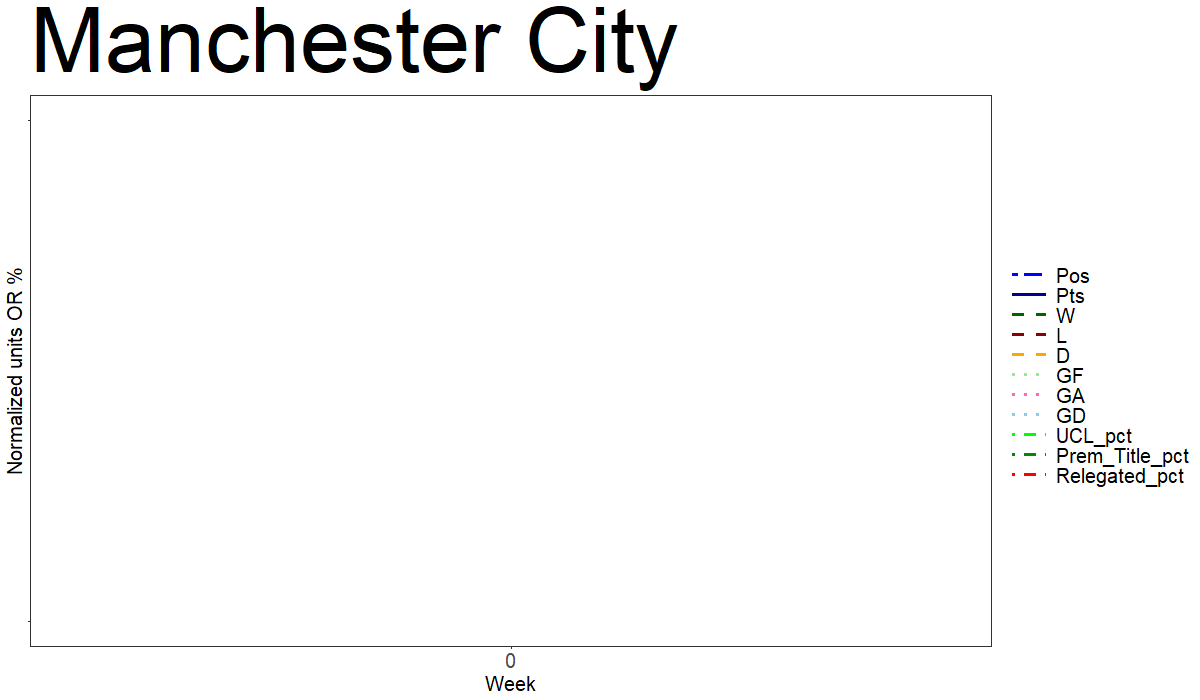 Manchester City
Normalized units OR %
Pos
Pts
W
L
D
GF
GA
GD
UCL_pct
Prem_Title_pct
Relegated_pct
0
Week